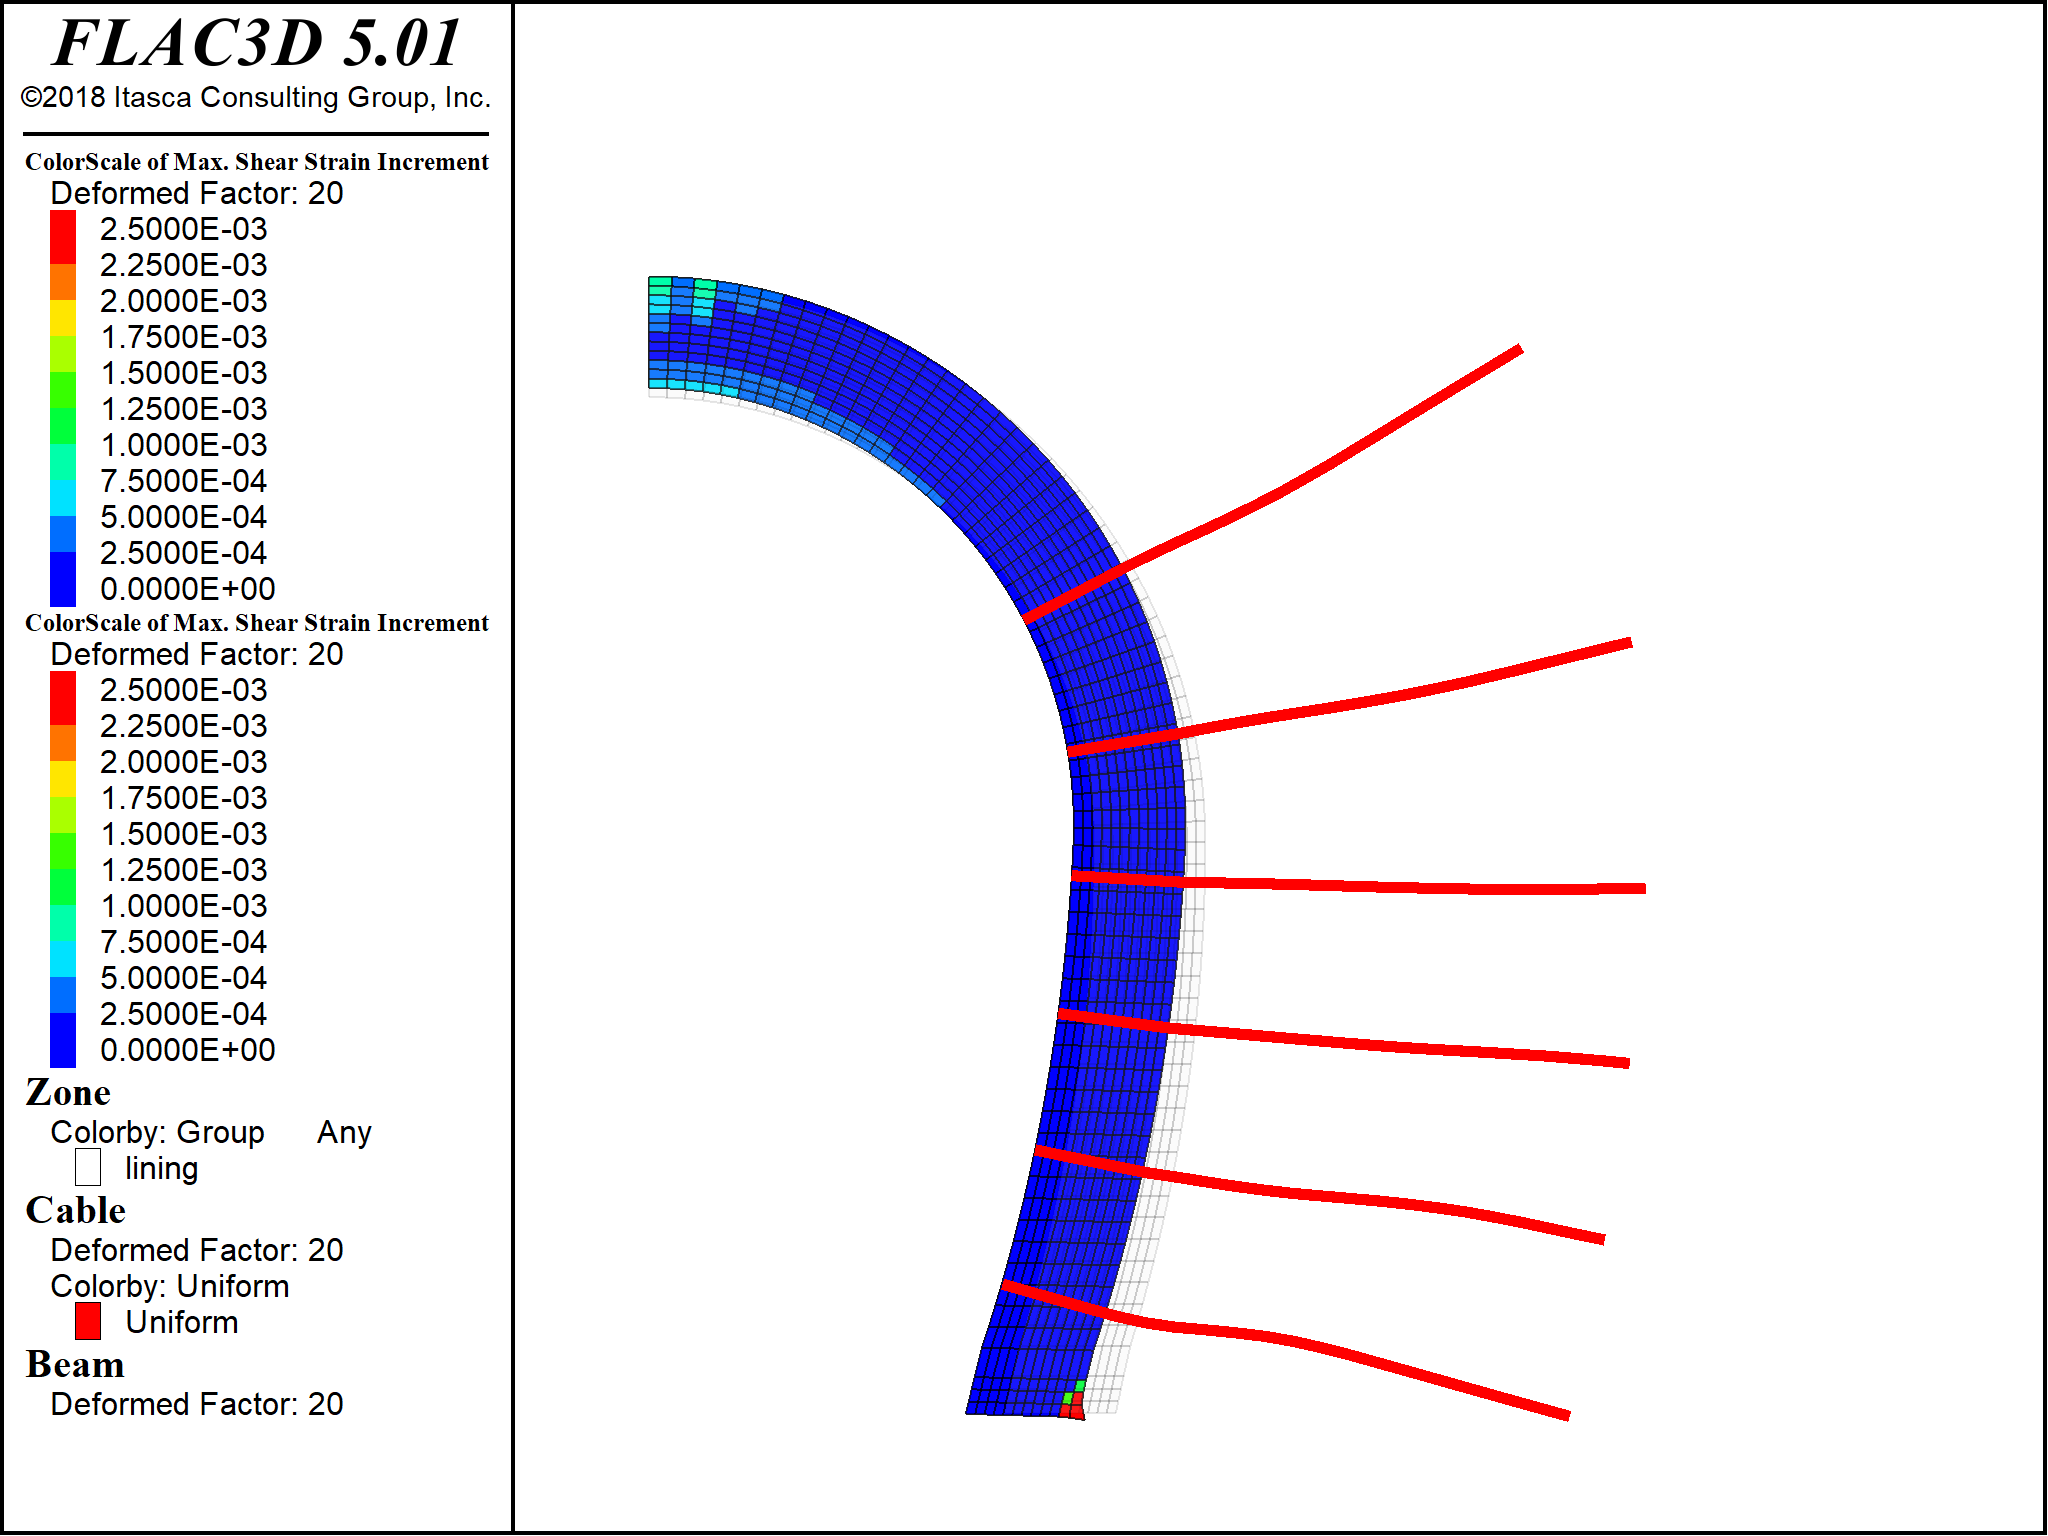 FLAC3D 5.01
©2018 Itasca Consulting Group, Inc.
ColorScale of Max. Shear Strain Increment
Deformed Factor: 20
2.5000E-03
2.2500E-03
2.0000E-03
1.7500E-03
1.5000E-03
1.2500E-03
1.0000E-03
7.5000E-04
5.0000E-04
2.5000E-04
0.0000E+00
ColorScale of Max. Shear Strain Increment
Deformed Factor: 20
2.5000E-03
2.2500E-03
2.0000E-03
1.7500E-03
1.5000E-03
1.2500E-03
1.0000E-03
7.5000E-04
5.0000E-04
2.5000E-04
0.0000E+00
Zone
Colorby: Group Any
lining
Cable
Deformed Factor: 20
Colorby: Uniform
Uniform
Beam
Deformed Factor: 20